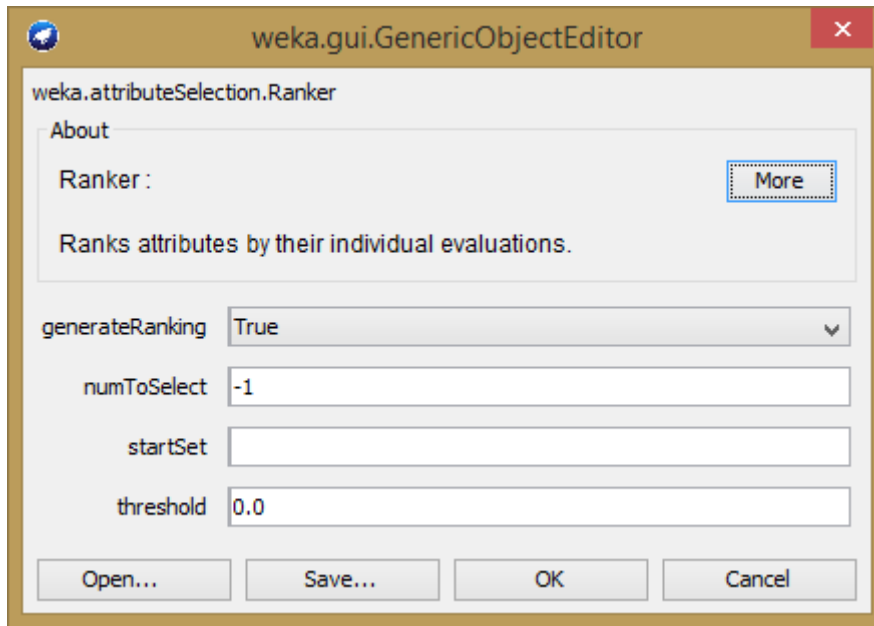 weka.gui.GenericObjectEditor
weka.attributeSelection.Ranker
About
Ranker :
More
Ranks attributes by their individual evaluations.
generateRanking True
numToSelect -1
startSet
threshold 0.0
Open... Save... OK Cancel